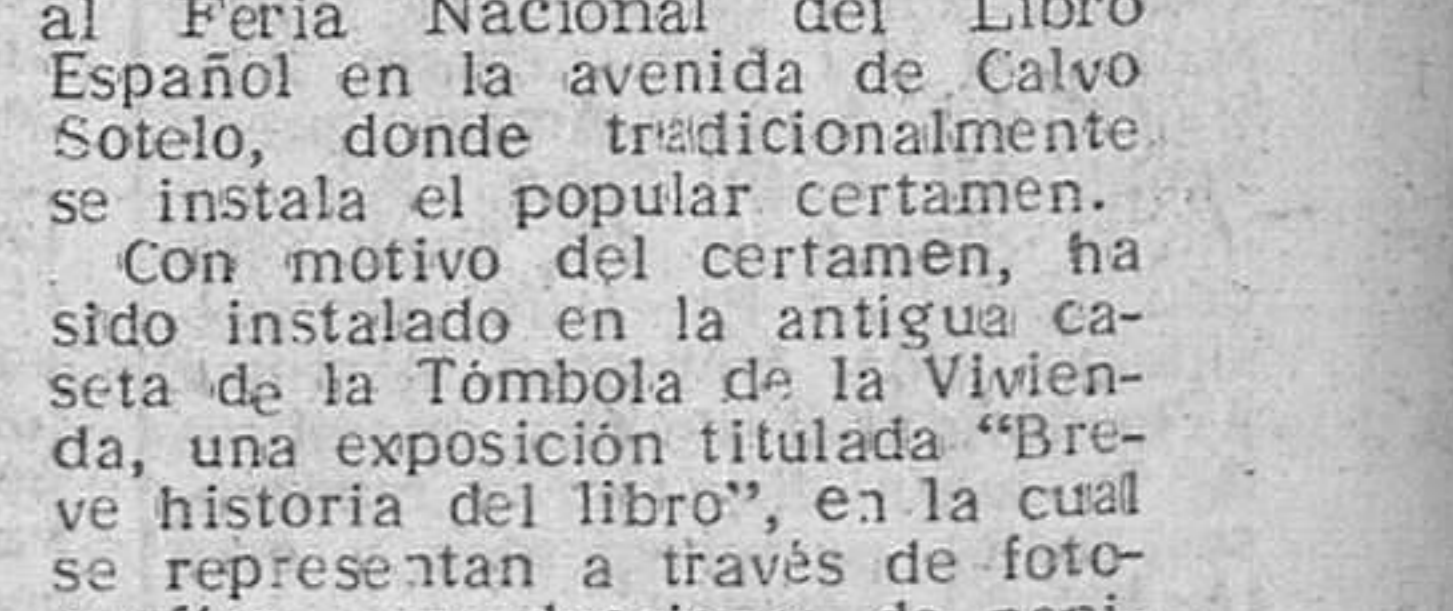 al Feria Nacional del Libro
Español en la avenida de Calvo
Sotelo, donde tradicionalmente
se instala el popular certamen.
Con motivo del certamen, ha
sido instalado en la antigua ca-
seta de la Tómbola de la Vivien-
da, una exposición titulada “Bre-
ve historia del libro”, en la cual
se representan a través de foto-